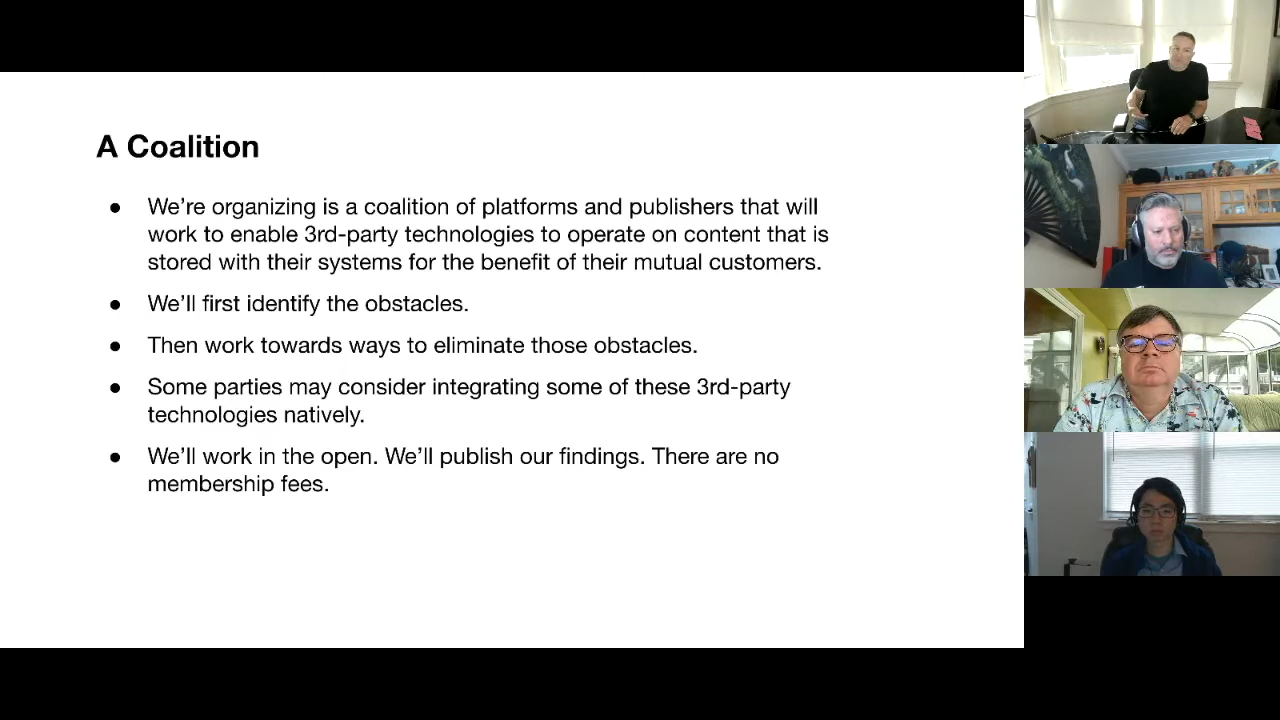 A Coalition
● We’re organizing is a coalition of platforms and publishers that will
work to enable 3rd-party technologies to operate on content that is
stored with their systems for the benefit of their mutual customers.
● We’ll first identify the obstacles.
● Then work towards ways to eliminate those obstacles.
● Some parties may consider integrating some of these 3rd-party
technologies natively.
● We’ll work in the open. We’ll publish our findings. There are no
membership fees.